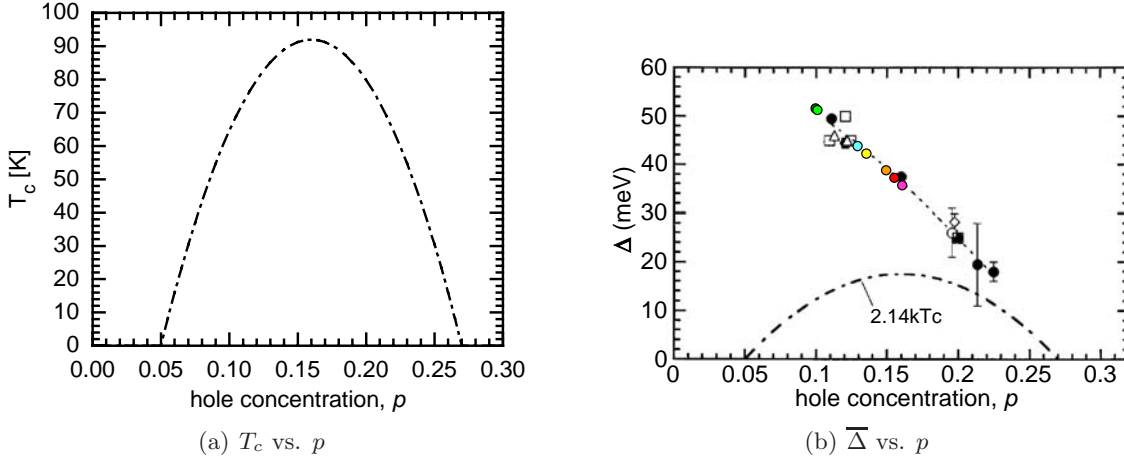 100
90
80
70
60
50
40
30
20
10
0
T_c [K]
0.00 0.05 0.10 0.15 0.20 0.25 0.30
hole concentration, p
(a) T_c vs. p
60
50
40
30
20
10
0
Δ (meV)
2.14kTc
0 0.05 0.1 0.15 0.2 0.25 0.3
hole concentration, p
(b) Δ̅ vs. p